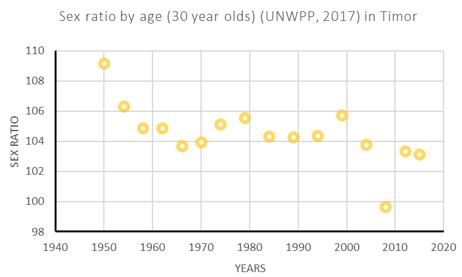 Sex ratio by age (30 year olds) (UNWPP, 2017) in Timor
110
108
106
104
102
100
98
SEX RATIO
1940 1950 1960 1970 1980 1990 2000 2010 2020
YEARS